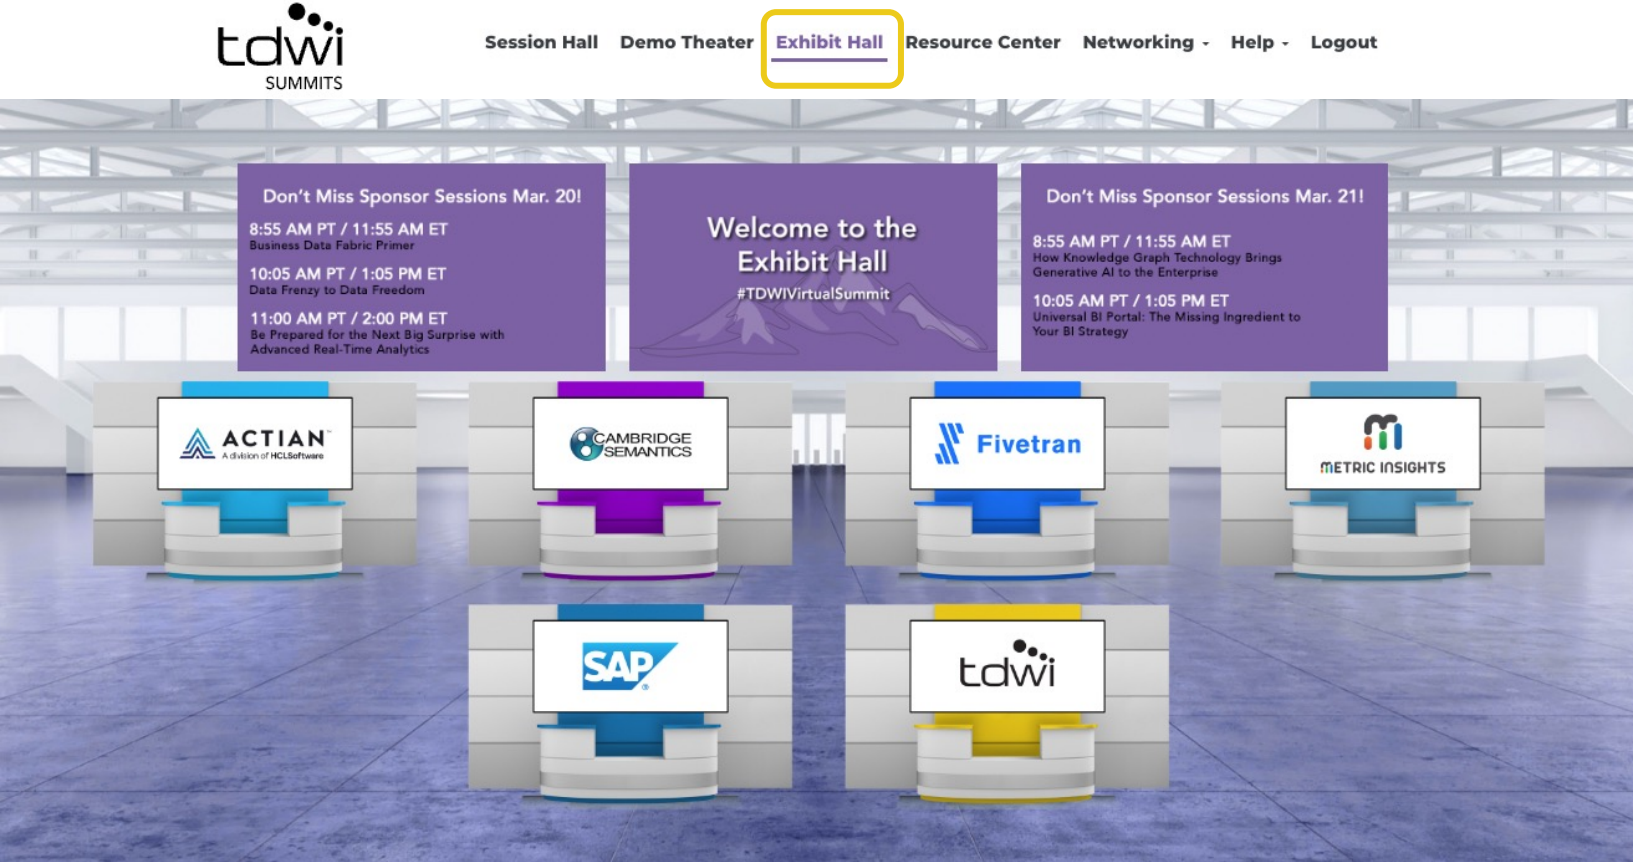 tdwi
SUMMITS
Session Hall Demo Theater Exhibit Hall Resource Center Networking Help Logout
Don't Miss Sponsor Sessions Mar. 20!
8:55 AM PT / 11:55 AM ET
Business Data Fabric Primer
10:05 AM PT / 1:05 PM ET
Data Frenzy to Data Freedom
11:00 AM PT / 2:00 PM ET
Be Prepared for the Next Big Surprise with
Advanced Real-Time Analytics
Welcome to the
Exhibit Hall
#TDWIVirtualSummit
Don't Miss Sponsor Sessions Mar. 21!
8:55 AM PT / 11:55 AM ET
How Knowledge Graph Technology Brings
Generative AI to the Enterprise
10:05 AM PT / 1:05 PM ET
Universal BI Portal: The Missing Ingredient to
Your BI Strategy
ACTIAN™
A division of HCLSoftware
CAMBRIDGE
SEMANTICS
Fivetran
METRIC INSIGHTS
SAP®
tdwi